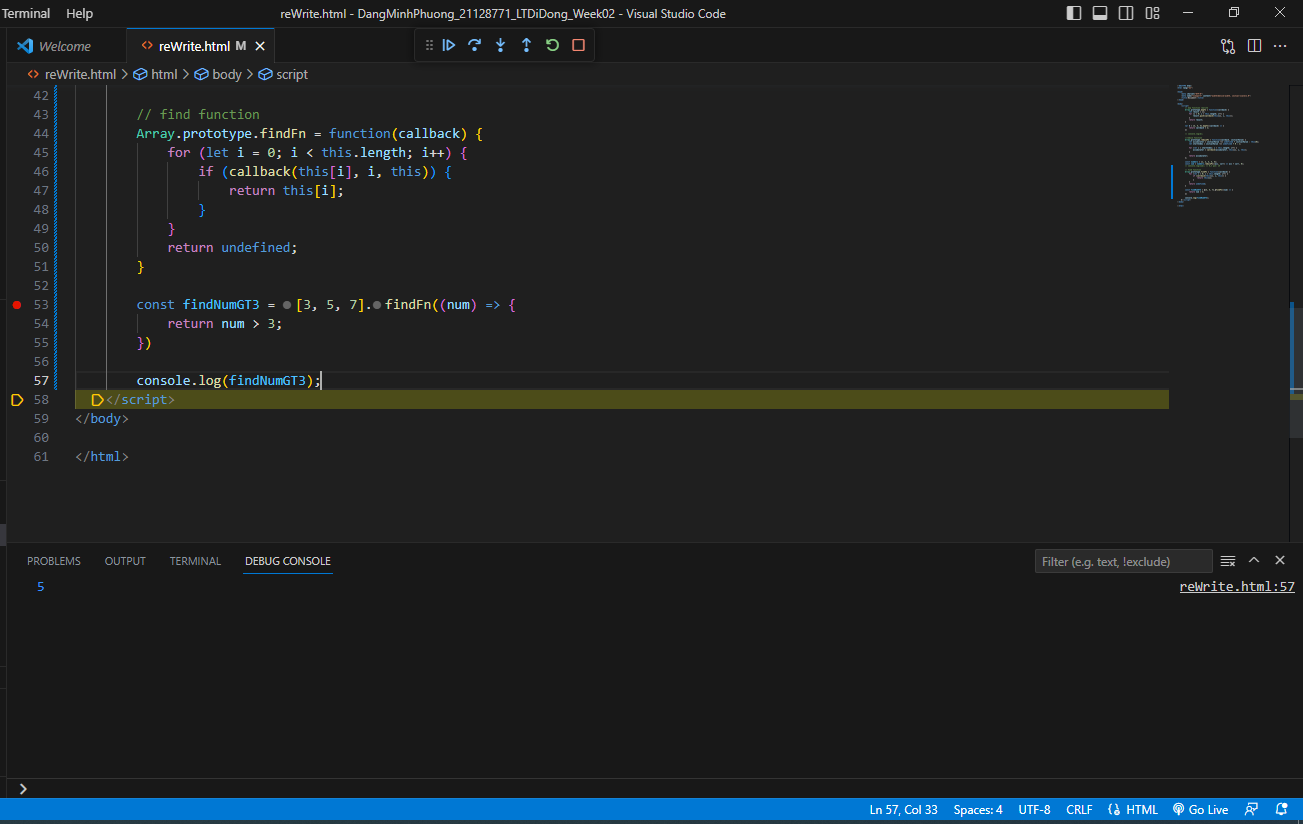 Terminal Help reWrite.html - DangMinhPhuong_21128771_LTDiDong_Week02 - Visual Studio Code
Welcome reWrite.html M
reWrite.html > html > body > script
42
43 // find function
44 Array.prototype.findFn = function(callback) {
45 for (let i = 0; i < this.length; i++) {
46 if (callback(this[i], i, this)) {
47 return this[i];
48 }
49 }
50 return undefined;
51 }
52
53 const findNumGT3 = [3, 5, 7].findFn((num) => {
54 return num > 3;
55 })
56
57 console.log(findNumGT3);
58 </script>
59 </body>
60
61 </html>
PROBLEMS OUTPUT TERMINAL DEBUG CONSOLE Filter (e.g. text, !exclude)
5 reWrite.html:57
Ln 57, Col 33 Spaces: 4 UTF-8 CRLF HTML Go Live